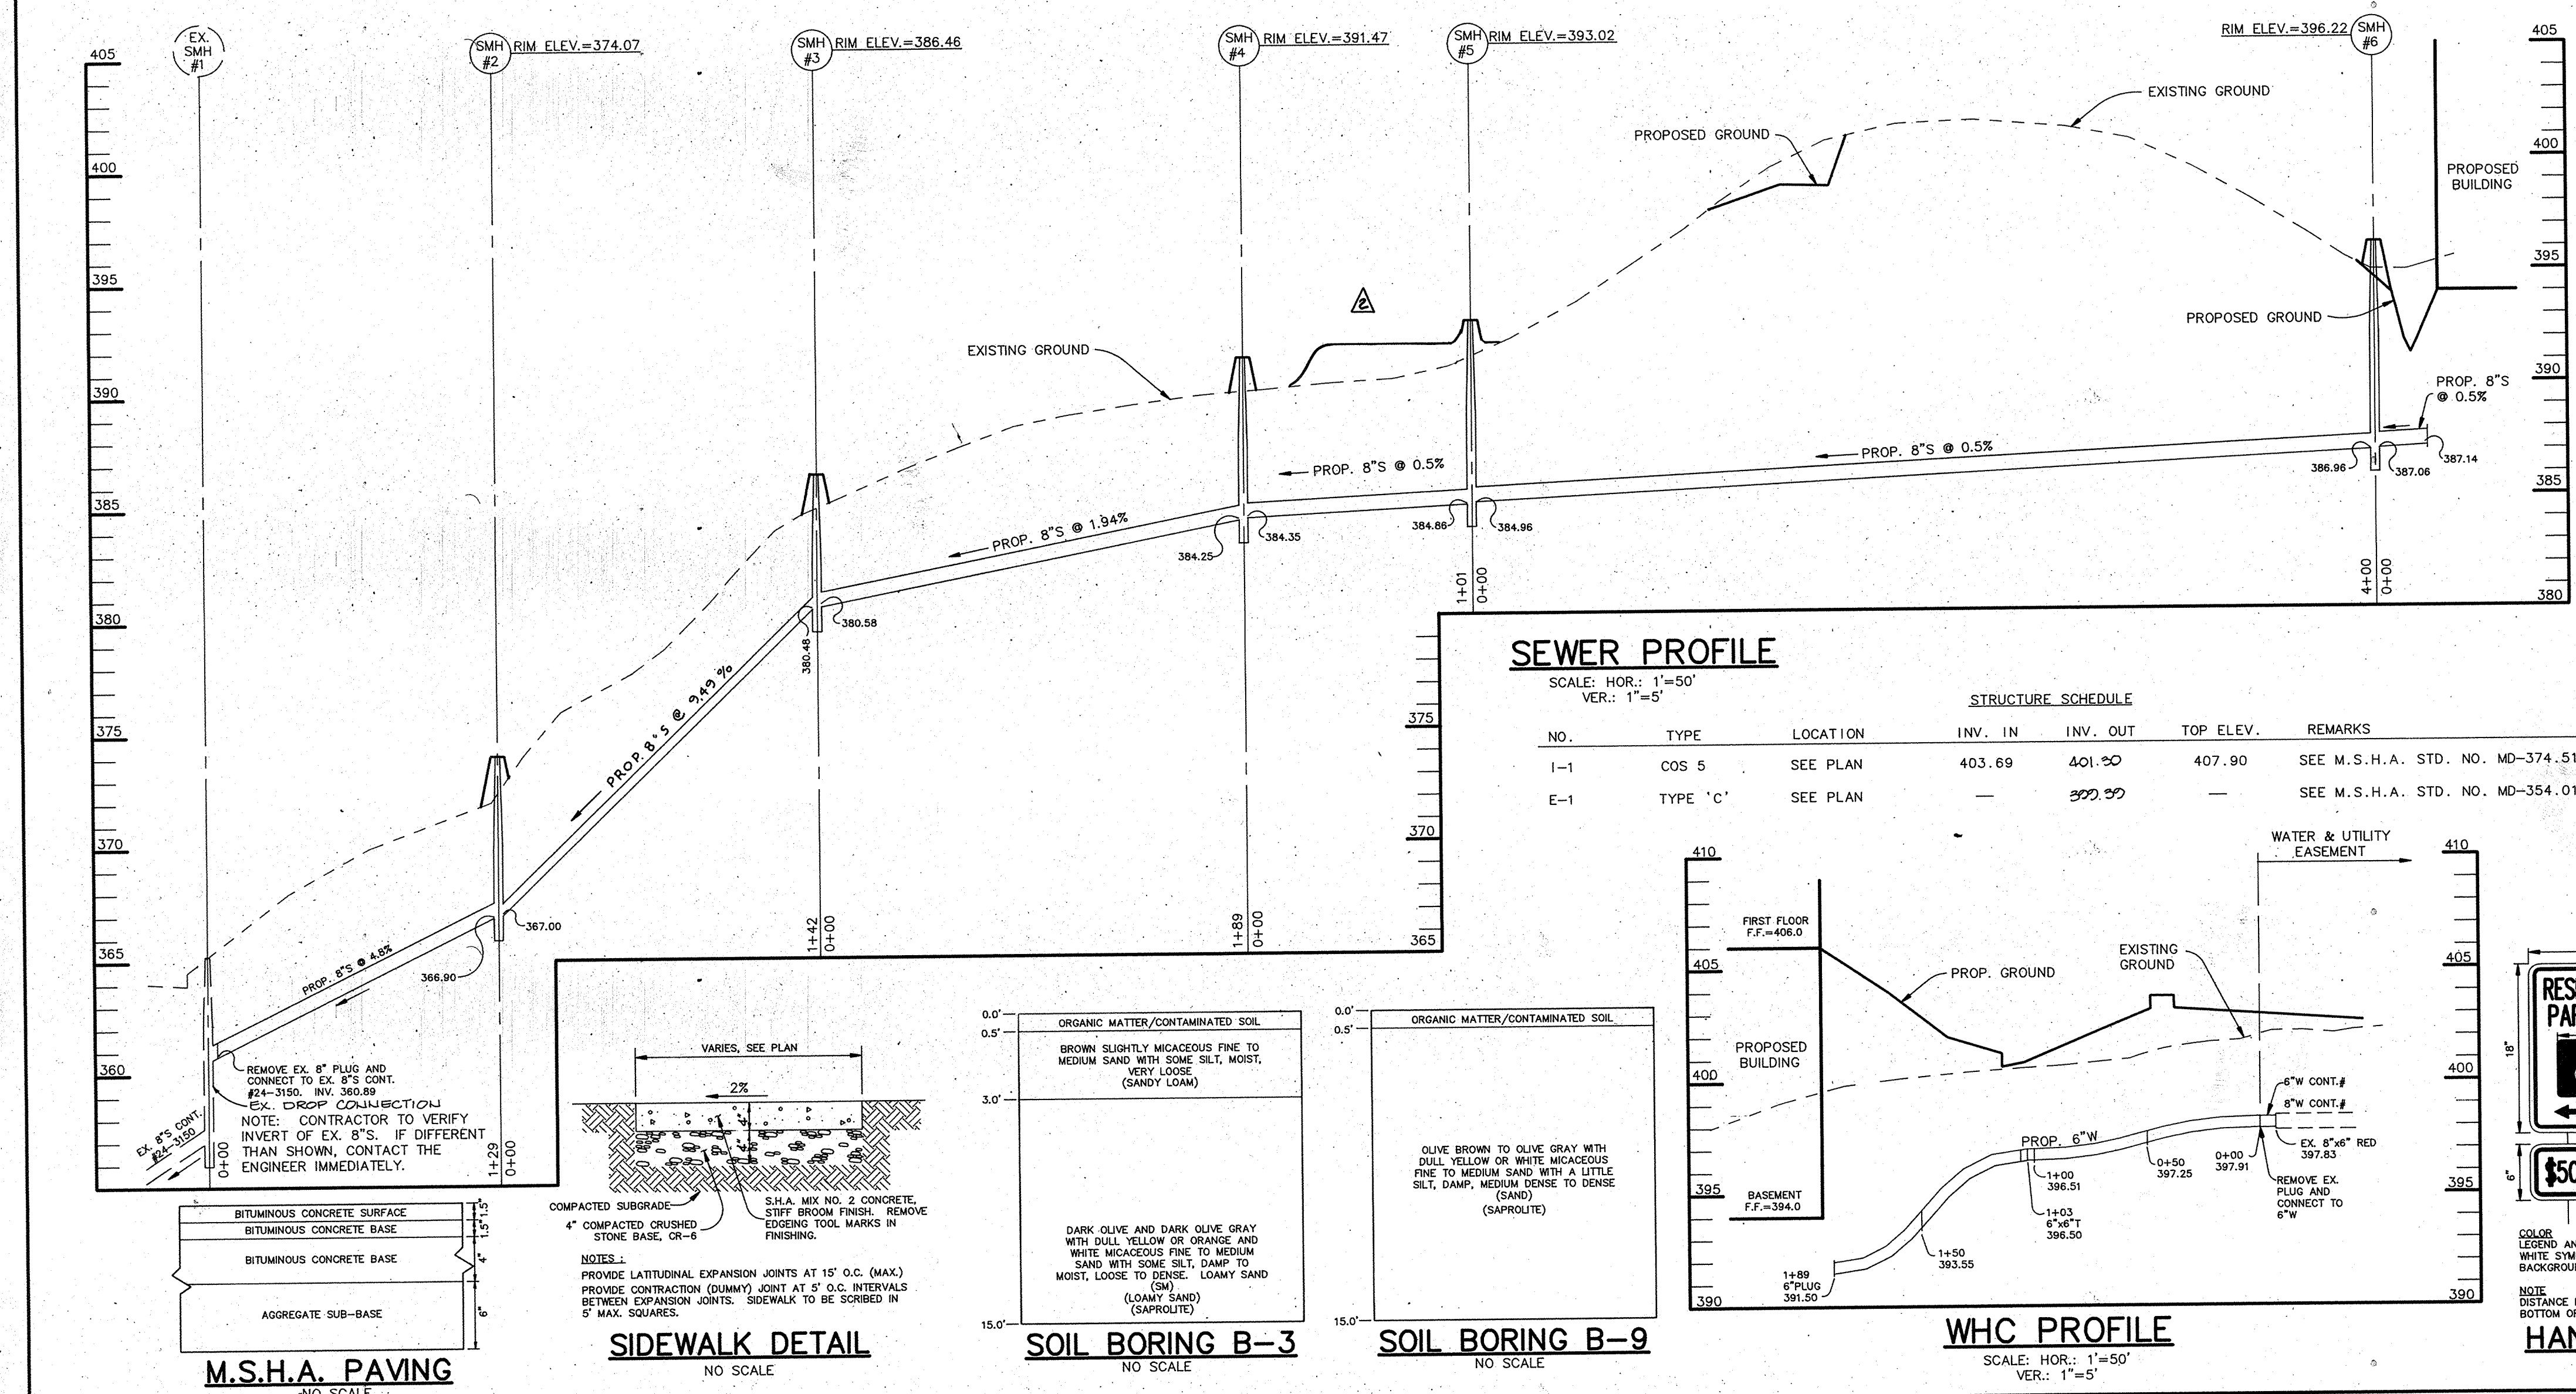 EX.
SMH
#1
SMH
#2
RIM ELEV.=374.07
SMH
#3
RIM ELEV.=386.46
SMH
#4
RIM ELEV.=391.47
SMH
#5
RIM ELEV.=393.02
RIM ELEV.=396.22
SMH
#6
405
400
395
390
385
380
375
370
365
360
405
400
395
390
385
380
375
370
365
EXISTING GROUND
PROPOSED GROUND
PROPOSED
BUILDING
2
EXISTING GROUND
PROPOSED GROUND
PROP. 8"S
@ 0.5%
PROP. 8"S @ 0.5%
PROP. 8"S @ 0.5%
386.96
387.06
387.14
PROP. 8"S @ 1.94%
384.25
384.35
384.86
384.96
1+01
0+00
4+00
0+00
380.48
380.58
PROP. 8"S @ 9.49 %
367.00
366.90
PROP. 8"S @ 4.8%
1+42
0+00
1+89
0+00
REMOVE EX. 8" PLUG AND
CONNECT TO EX. 8"S CONT.
#24-3150. INV. 360.89
EX. DROP CONNECTION
NOTE: CONTRACTOR TO VERIFY
INVERT OF EX. 8"S. IF DIFFERENT
THAN SHOWN, CONTACT THE
ENGINEER IMMEDIATELY.
EX. 8"S CONT.
#24-3150
0+00
1+29
0+00
SEWER PROFILE
SCALE: HOR.: 1'=50'
VER.: 1"=5'
STRUCTURE SCHEDULE
NO. TYPE LOCATION INV. IN INV. OUT TOP ELEV. REMARKS
I-1 COS 5 SEE PLAN 403.69 401.30 407.90 SEE M.S.H.A. STD. NO. MD-374.51
E-1 TYPE 'C' SEE PLAN — — SEE M.S.H.A. STD. NO. MD-354.01
BITUMINOUS CONCRETE SURFACE
1.5"
BITUMINOUS CONCRETE BASE
1.5"
BITUMINOUS CONCRETE BASE
4"
AGGREGATE SUB-BASE
6"
M.S.H.A. PAVING
NO SCALE
VARIES, SEE PLAN
2%
4"
4"
COMPACTED SUBGRADE
4" COMPACTED CRUSHED
STONE BASE, CR-6
S.H.A. MIX NO. 2 CONCRETE,
STIFF BROOM FINISH. REMOVE
EDGEING TOOL MARKS IN
FINISHING.
NOTES :
PROVIDE LATITUDINAL EXPANSION JOINTS AT 15' O.C. (MAX.)
PROVIDE CONTRACTION (DUMMY) JOINT AT 5' O.C. INTERVALS
BETWEEN EXPANSION JOINTS. SIDEWALK TO BE SCRIBED IN
5' MAX. SQUARES.
SIDEWALK DETAIL
NO SCALE
0.0'
0.5'
3.0'
15.0'
ORGANIC MATTER/CONTAMINATED SOIL
BROWN SLIGHTLY MICACEOUS FINE TO
MEDIUM SAND WITH SOME SILT, MOIST,
VERY LOOSE
(SANDY LOAM)
DARK OLIVE AND DARK OLIVE GRAY
WITH DULL YELLOW OR ORANGE AND
WHITE MICACEOUS FINE TO MEDIUM
SAND WITH SOME SILT, DAMP TO
MOIST, LOOSE TO DENSE. LOAMY SAND
(SM)
(LOAMY SAND)
(SAPROLITE)
SOIL BORING B-3
NO SCALE
0.0'
0.5'
15.0'
ORGANIC MATTER/CONTAMINATED SOIL
OLIVE BROWN TO OLIVE GRAY WITH
DULL YELLOW OR WHITE MICACEOUS
FINE TO MEDIUM SAND WITH A LITTLE
SILT, DAMP, MEDIUM DENSE TO DENSE
(SAND)
(SAPROLITE)
SOIL BORING B-9
NO SCALE
WATER & UTILITY
EASEMENT
410
405
400
395
390
410
405
400
395
390
FIRST FLOOR
F.F.=406.0
PROP. GROUND
EXISTING
GROUND
PROPOSED
BUILDING
BASEMENT
F.F.=394.0
PROP. 6"W
6"W CONT.#
8"W CONT.#
EX. 8"x6" RED
397.83
0+00
397.91
0+50
397.25
1+00
396.51
1+03
6"x6"T
396.50
REMOVE EX.
PLUG AND
CONNECT TO
6"W
1+50
393.55
1+89
6"PLUG
391.50
WHC PROFILE
SCALE: HOR.: 1'=50'
VER.: 1"=5'
18"
6"
RES
PA
$50
COLOR
LEGEND AN
WHITE SYM
BACKGROU
NOTE
DISTANCE
BOTTOM OF
HAN